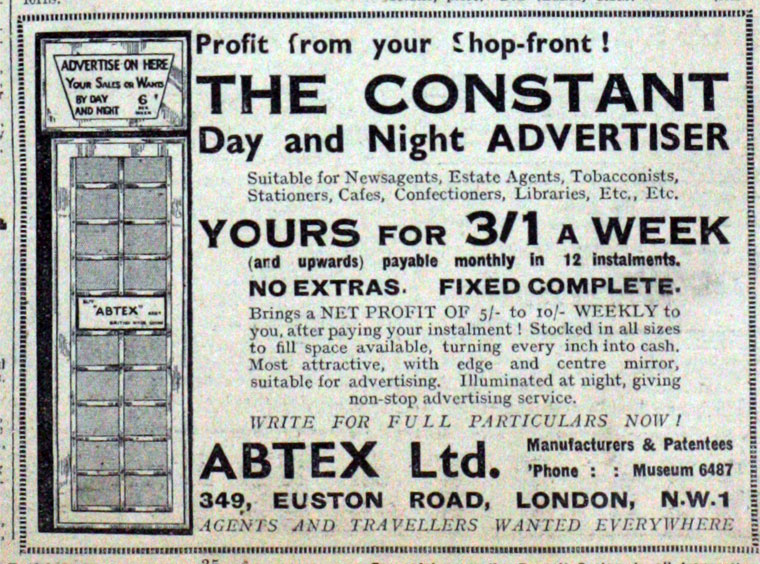 ADVERTISE ON HERE
YOUR SALES OR WANTS
BY DAY
AND NIGHT
6D
PER
WEEK
"ABTEX"
Profit from your Shop-front!
THE CONSTANT
Day and Night ADVERTISER
Suitable for Newsagents, Estate Agents, Tobacconists,
Stationers, Cafes, Confectioners, Libraries, Etc., Etc.
YOURS FOR 3/1 A WEEK
(and upwards) payable monthly in 12 instalments.
NO EXTRAS. FIXED COMPLETE.
Brings a NET PROFIT OF 5/- to 10/- WEEKLY to
you, after paying your instalment! Stocked in all sizes
to fill space available, turning every inch into cash.
Most attractive, with edge and centre mirror,
suitable for advertising. Illuminated at night, giving
non-stop advertising service.
WRITE FOR FULL PARTICULARS NOW!
ABTEX Ltd.
Manufacturers & Patentees
'Phone : : Museum 6487
349, EUSTON ROAD, LONDON, N.W.1
AGENTS AND TRAVELLERS WANTED EVERYWHERE